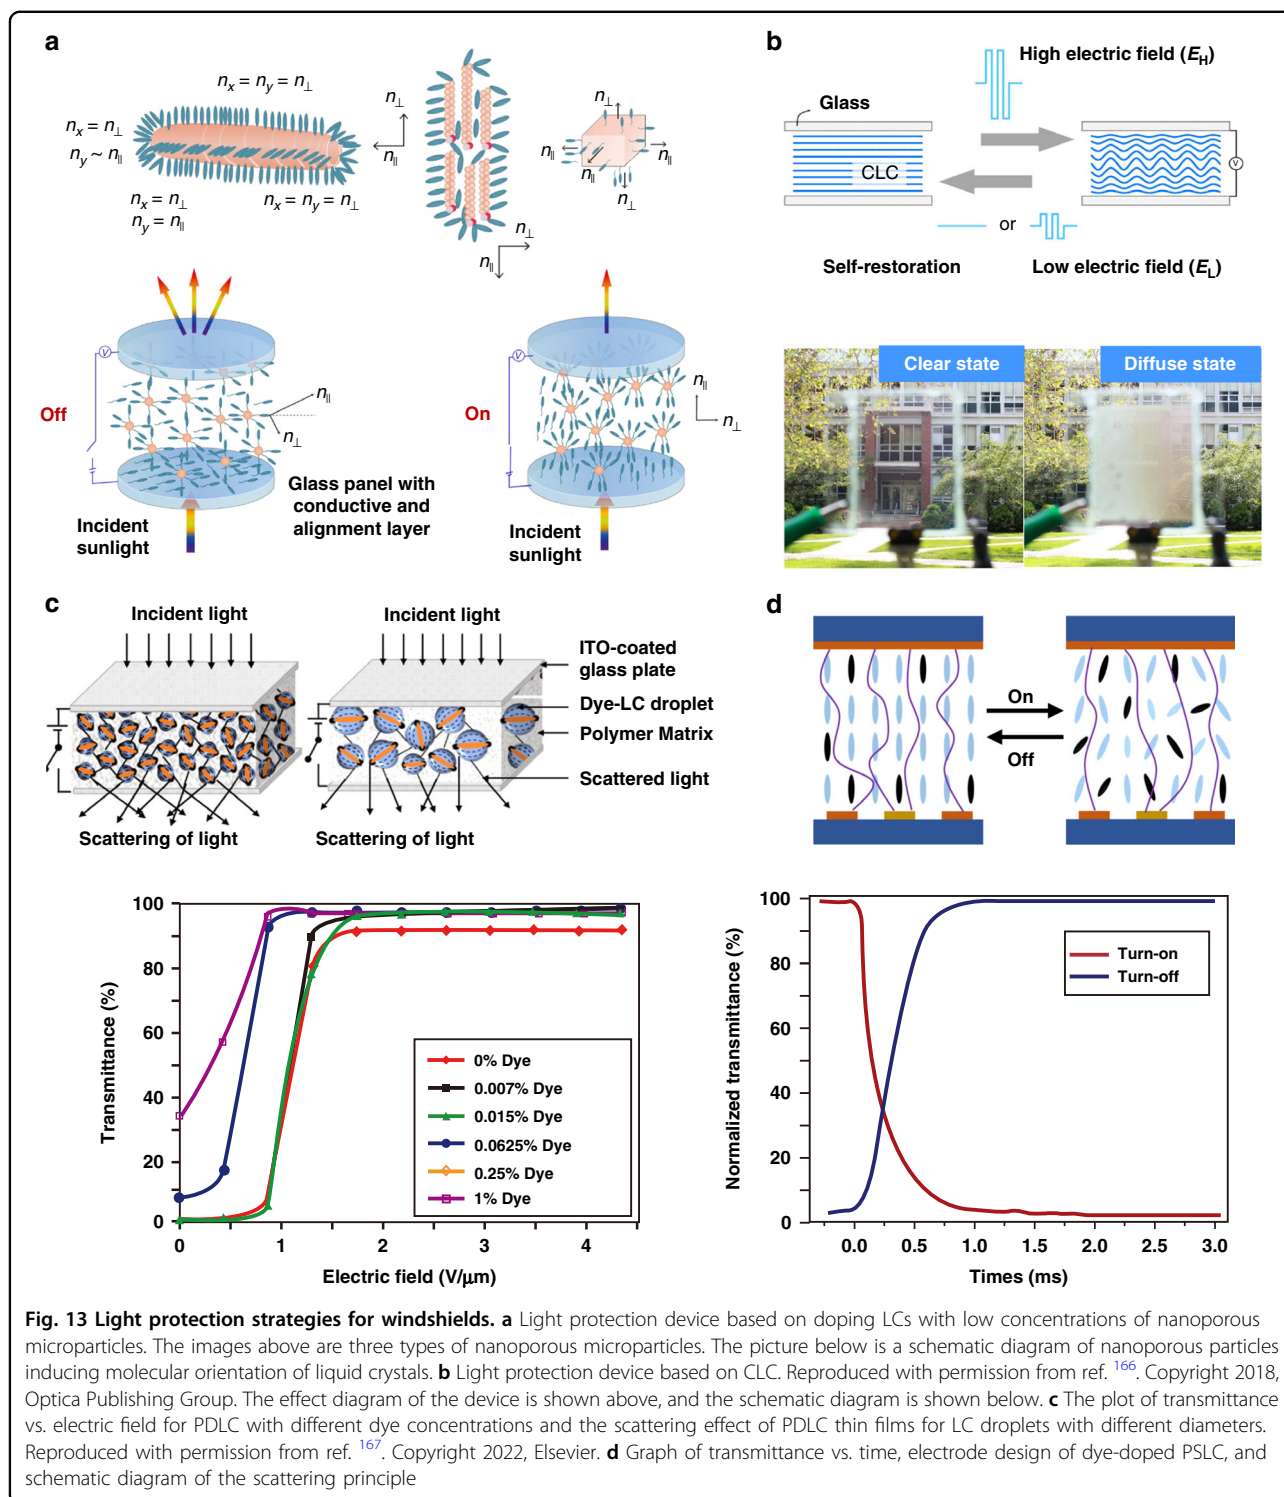 a
n⊥
n∥
nx = ny = n⊥
nx = n⊥
ny ~ n∥
nx = n⊥
ny = n∥
nx = ny = n⊥
n⊥
n∥
n⊥
n∥
n∥
n∥
n⊥
Off
V
n∥
n⊥
Incident
sunlight
Glass panel with
conductive and
alignment layer
On
V
n∥
n⊥
Incident
sunlight
b
High electric field (EH)
Glass
CLC
V
or
Self-restoration
Low electric field (EL)
Clear state
Diffuse state
c
Incident light
Incident light
ITO-coated
glass plate
Dye-LC droplet
Polymer Matrix
Scattered light
Scattering of light
Scattering of light
100
80
60
40
20
0
Transmittance (%)
0% Dye
0.007% Dye
0.015% Dye
0.0625% Dye
0.25% Dye
1% Dye
0 1 2 3 4
Electric field (V/μm)
d
On
Off
100
80
60
40
20
0
Normalized transmittance (%)
Turn-on
Turn-off
0.0 0.5 1.0 1.5 2.0 2.5 3.0
Times (ms)
Fig. 13 Light protection strategies for windshields. a Light protection device based on doping LCs with low concentrations of nanoporous
microparticles. The images above are three types of nanoporous microparticles. The picture below is a schematic diagram of nanoporous particles
inducing molecular orientation of liquid crystals. b Light protection device based on CLC. Reproduced with permission from ref. 166. Copyright 2018,
Optica Publishing Group. The effect diagram of the device is shown above, and the schematic diagram is shown below. c The plot of transmittance
vs. electric field for PDLC with different dye concentrations and the scattering effect of PDLC thin films for LC droplets with different diameters.
Reproduced with permission from ref. 167. Copyright 2022, Elsevier. d Graph of transmittance vs. time, electrode design of dye-doped PSLC, and
schematic diagram of the scattering principle